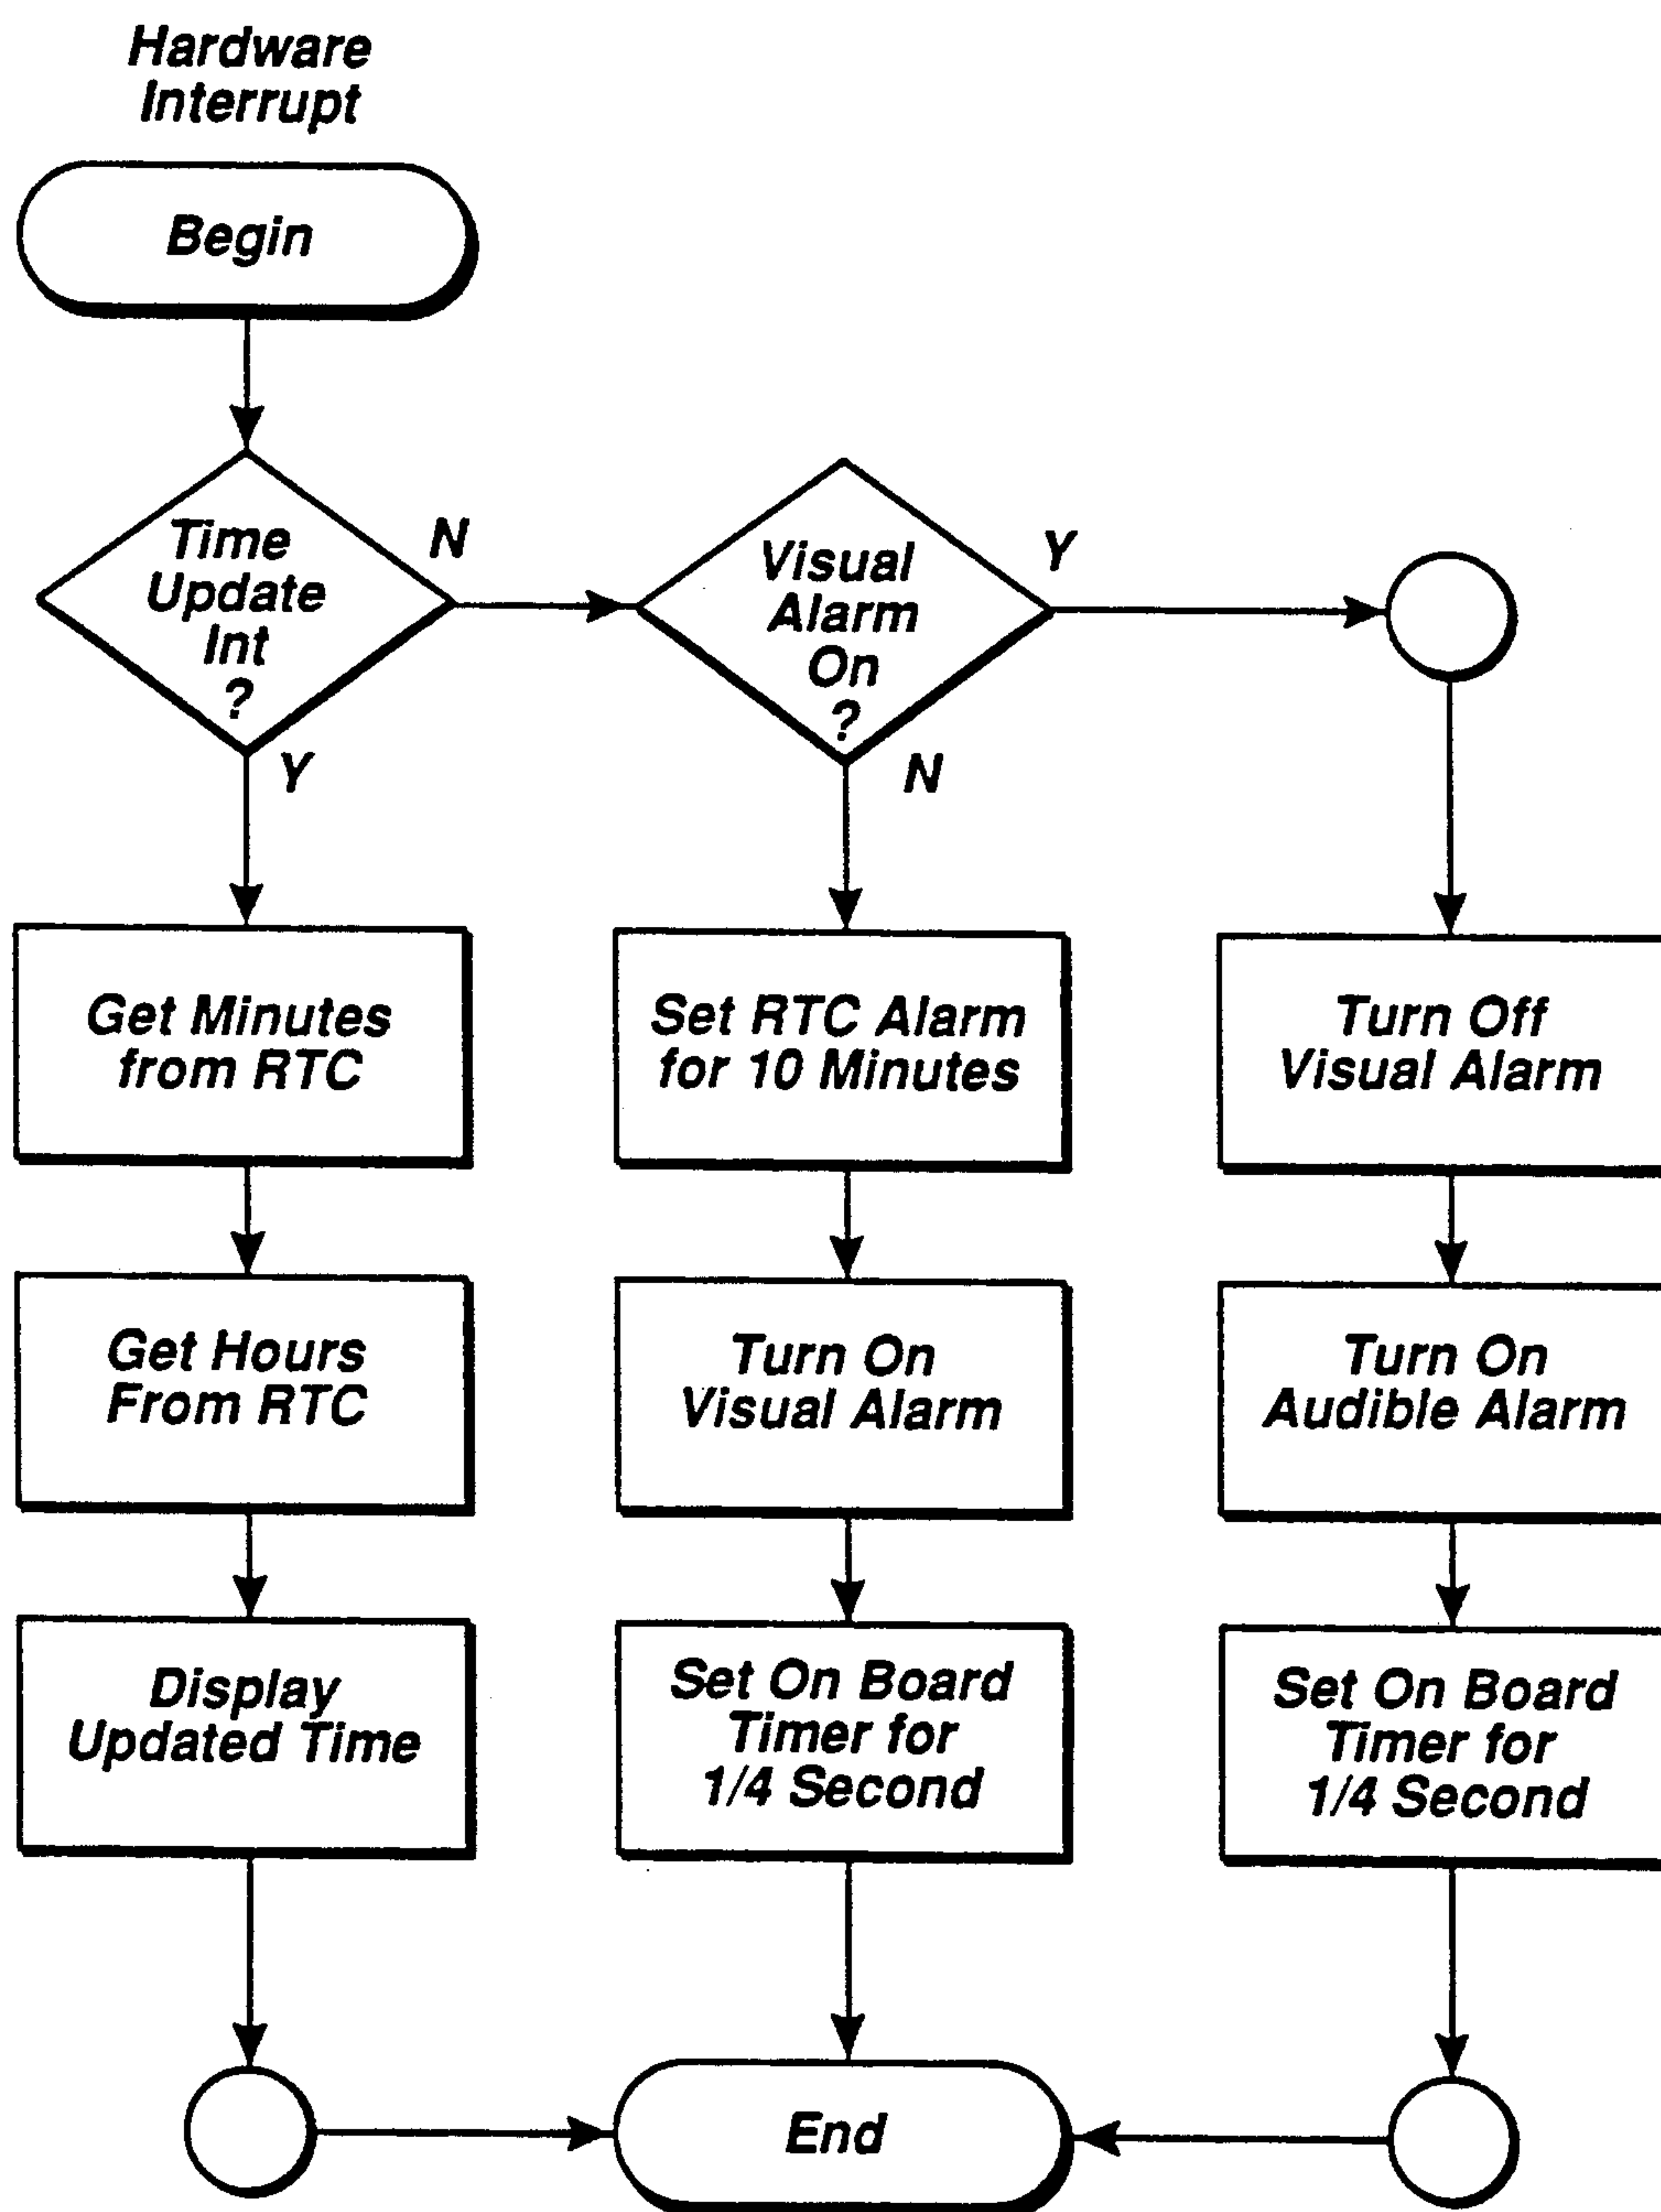 Hardware
Interrupt
Begin
Time
Update
Int
?
N
Y
Visual
Alarm
On
?
Y
N
Get Minutes
from RTC
Set RTC Alarm
for 10 Minutes
Turn Off
Visual Alarm
Get Hours
From RTC
Turn On
Visual Alarm
Turn On
Audible Alarm
Display
Updated Time
Set On Board
Timer for
1/4 Second
Set On Board
Timer for
1/4 Second
End